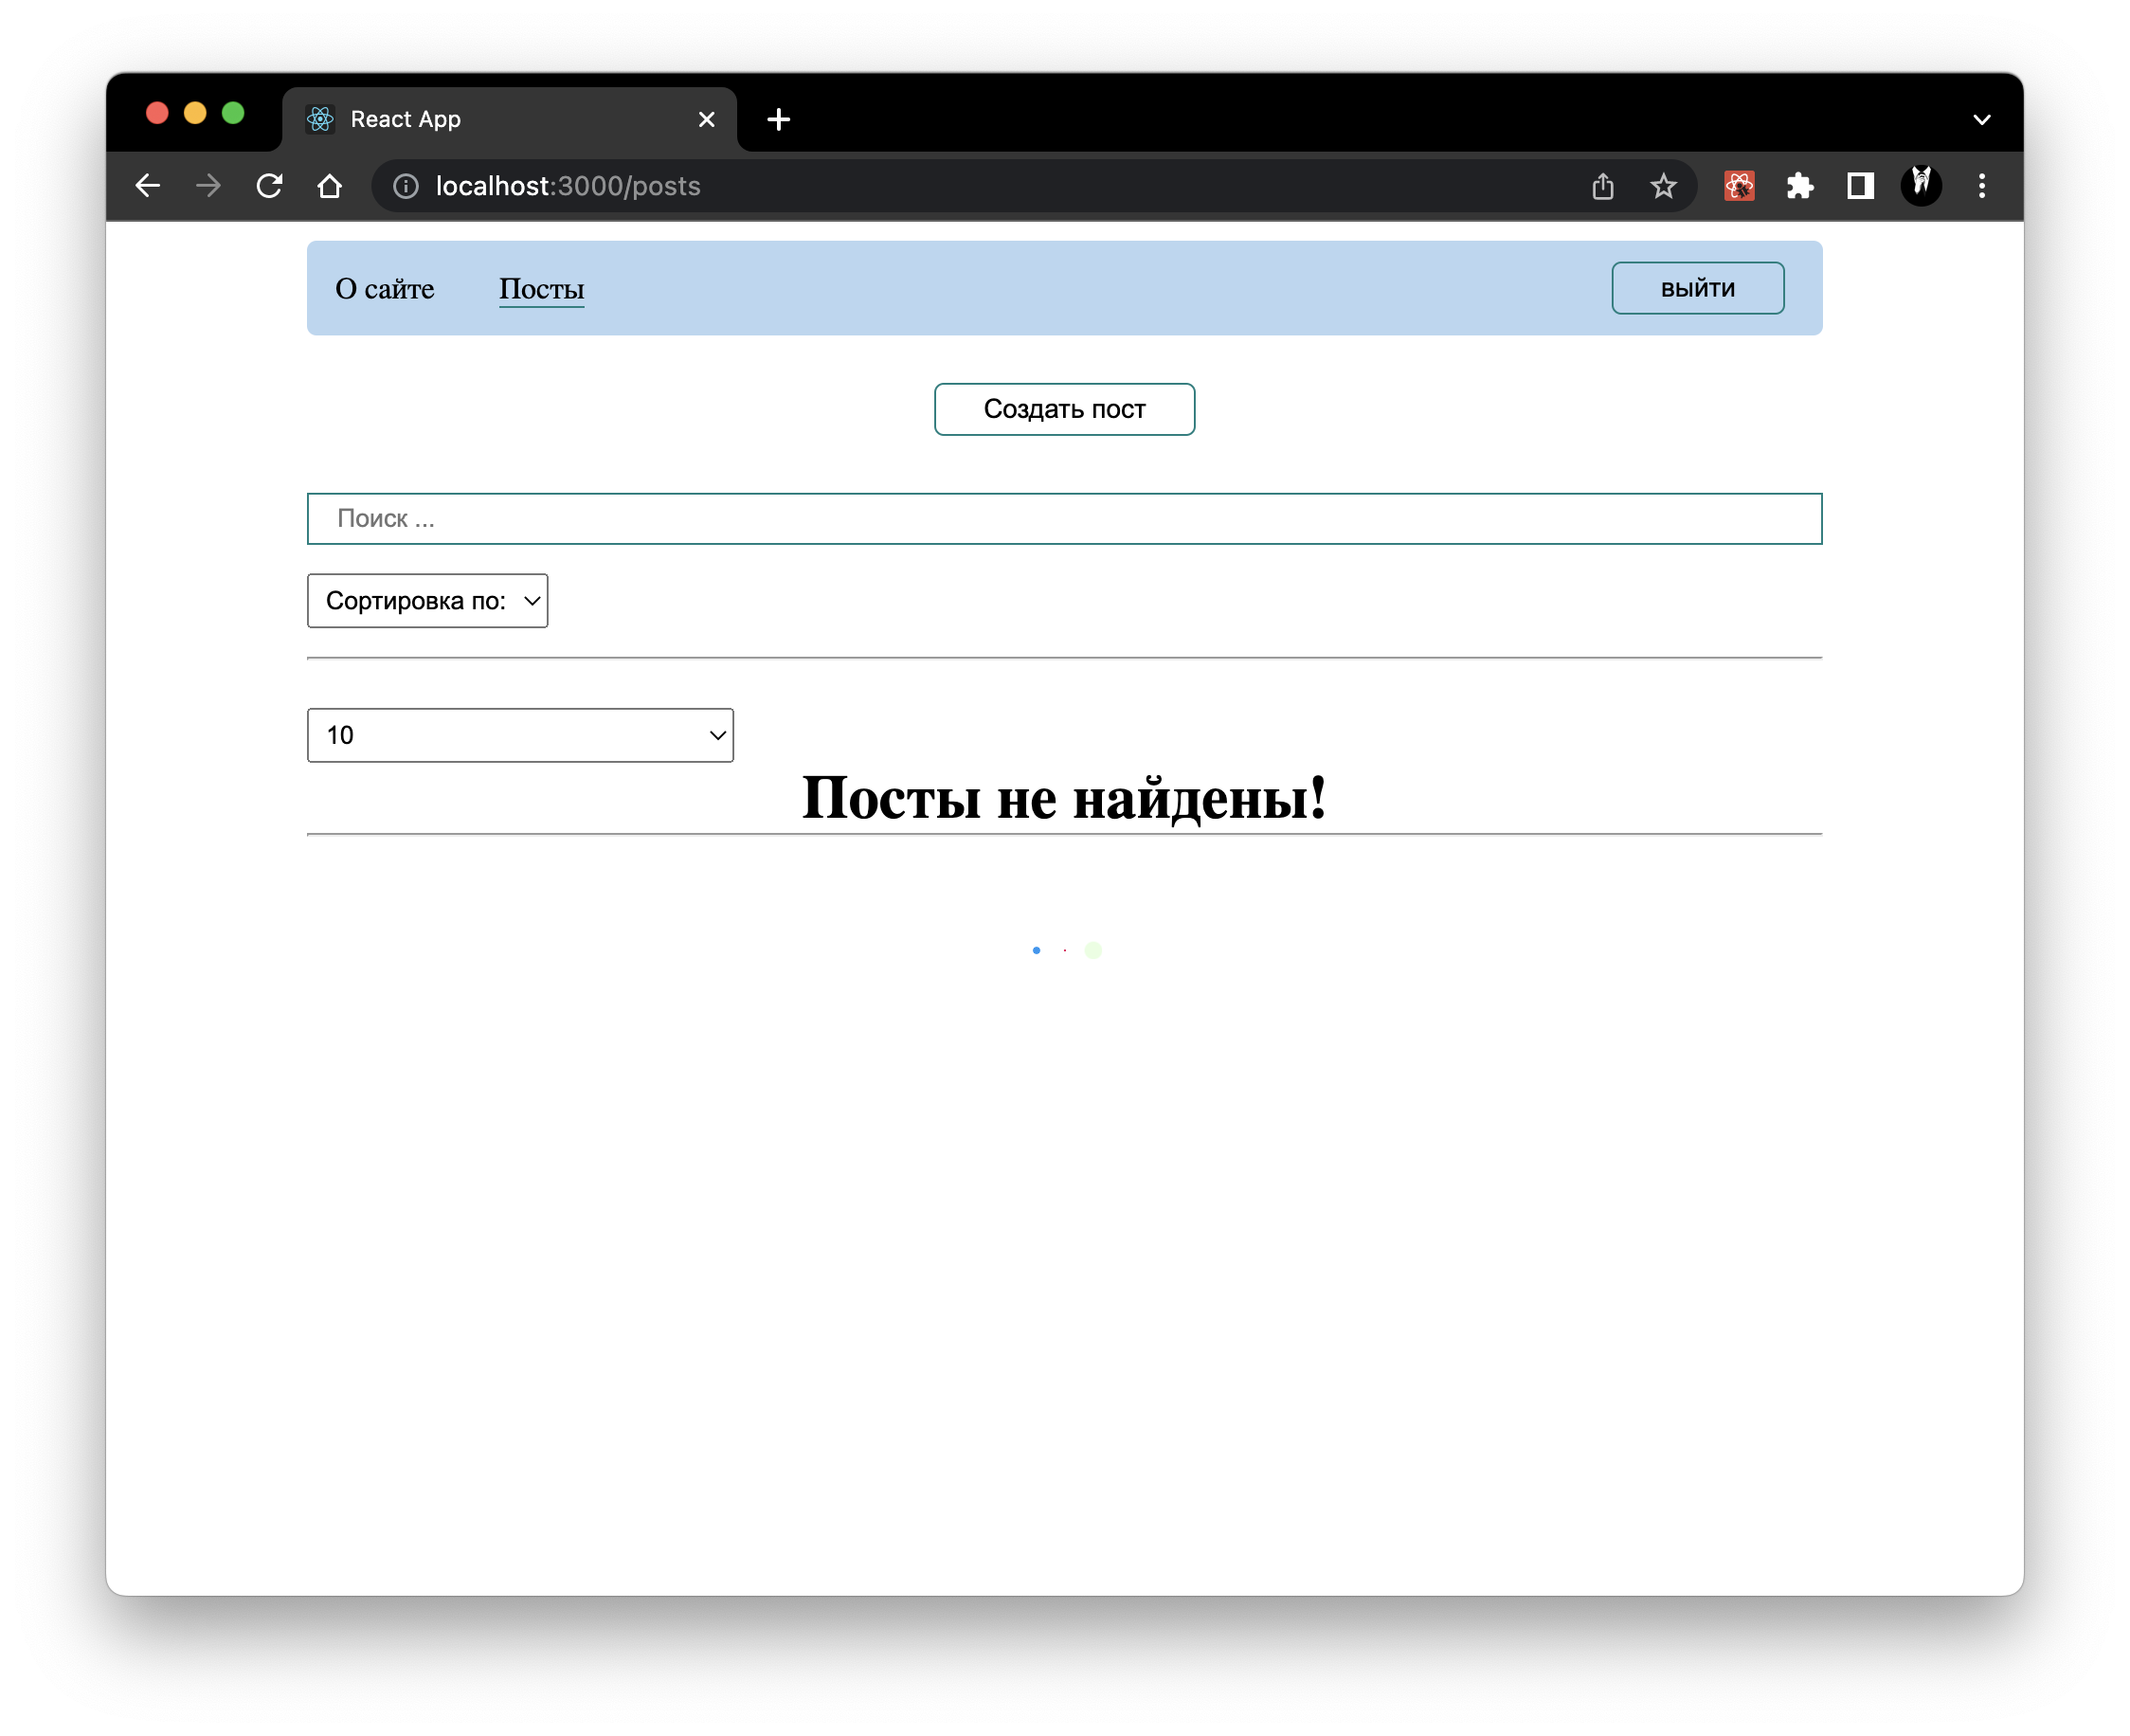 React App
localhost:3000/posts
О сайте
Посты
выйти
Создать пост
Поиск ...
Сортировка по:
10
Посты не найдены!